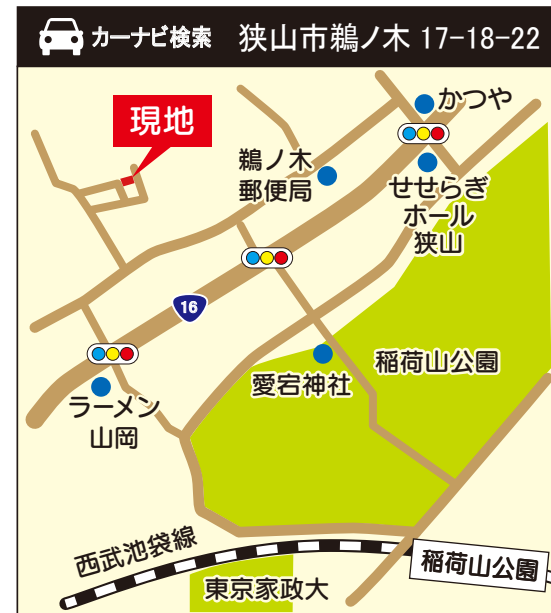 カーナビ検索 狭山市鵜ノ木 17-18-22
かつや
現地
鵜ノ木
郵便局
せせらぎ
ホール
狭山
16
稲荷山公園
愛宕神社
ラーメン
山岡
西武池袋線
稲荷山公園
東京家政大